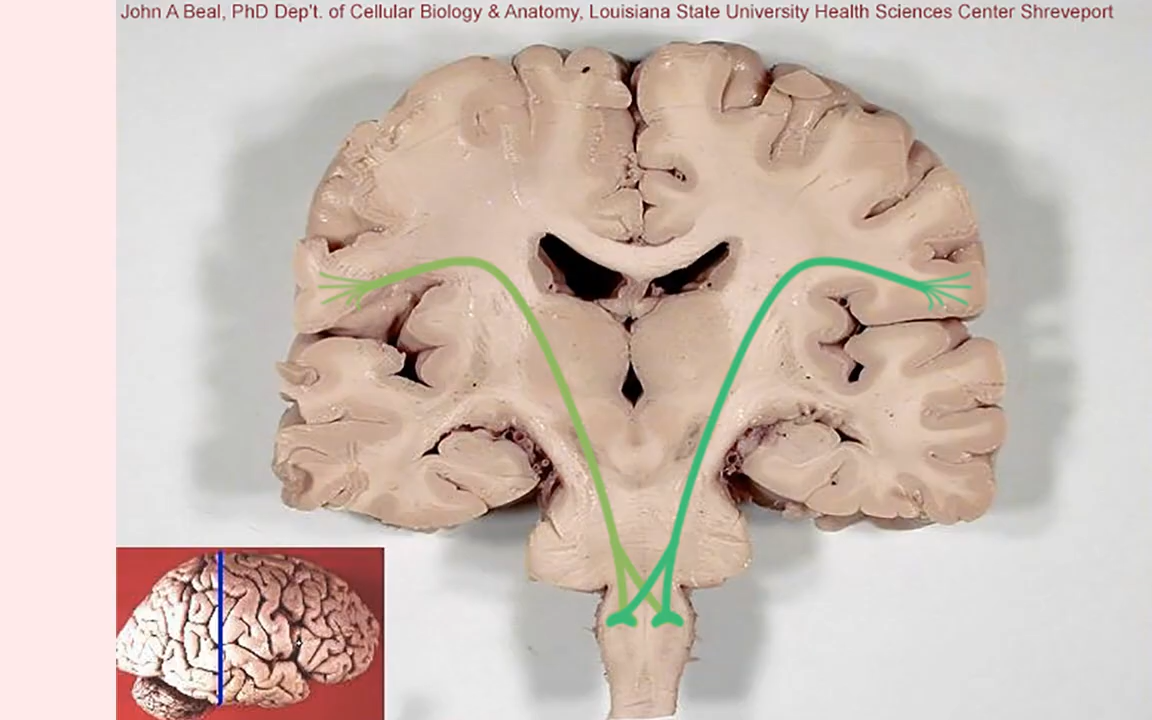 John A Beal, PhD Dep't. of Cellular Biology & Anatomy, Louisiana State University Health Sciences Center Shreveport